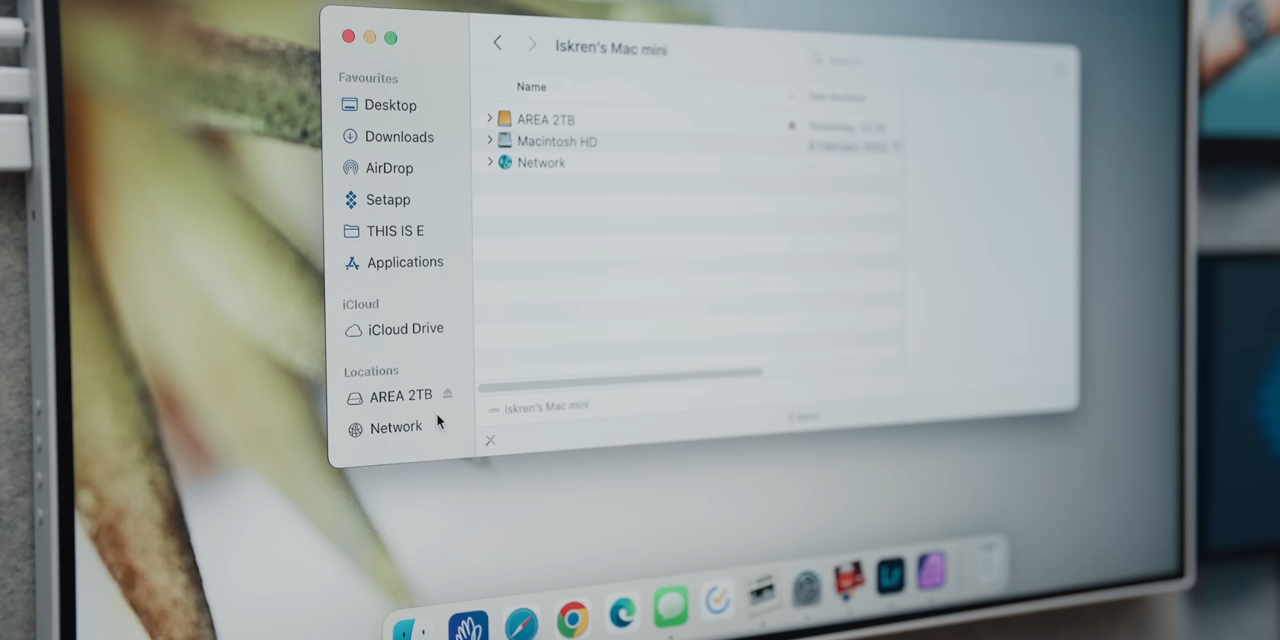 Iskren's Mac mini
Favourites
Desktop
Downloads
AirDrop
Setapp
THIS IS E
Applications
iCloud
iCloud Drive
Locations
AREA 2TB
Network
Name
AREA 2TB
Macintosh HD
Network
Iskren's Mac mini
Lr